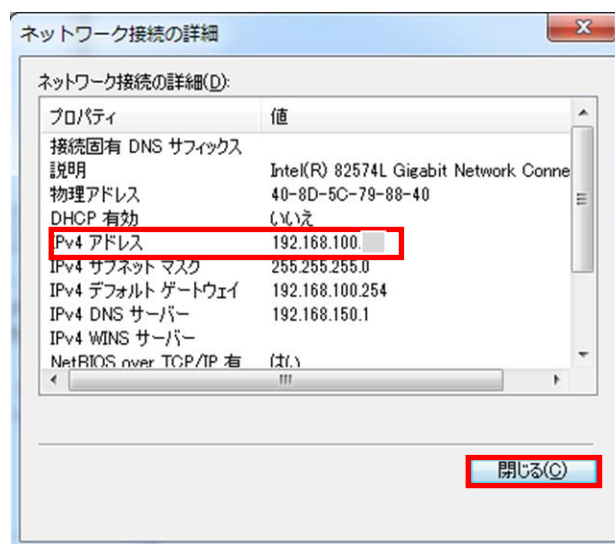 ネットワーク接続の詳細
ネットワーク接続の詳細(D):
プロパティ 値
接続固有 DNS サフィックス
説明 Intel(R) 82574L Gigabit Network Conne
物理アドレス 40-8D-5C-79-88-40
DHCP 有効 いいえ
IPv4 アドレス 192.168.100.
IPv4 サブネット マスク 255.255.255.0
IPv4 デフォルト ゲートウェイ 192.168.100.254
IPv4 DNS サーバー 192.168.150.1
IPv4 WINS サーバー
NetBIOS over TCP/IP 有 はい
閉じる(C)